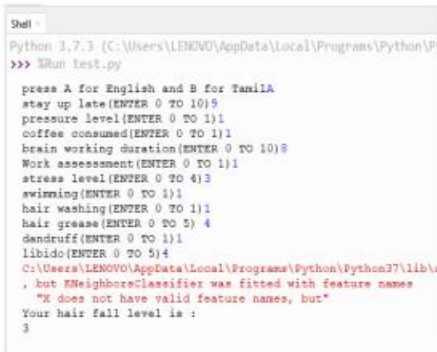 Shell
Python 3.7.3 (C:\Users\LENOVO\AppData\Local\Programs\Python\P
>>> %Run test.py
press A for English and B for TamilA
stay up late(ENTER 0 TO 10)9
pressure level(ENTER 0 TO 1)1
coffee consumed(ENTER 0 TO 1)1
brain working duration(ENTER 0 TO 10)8
Work assesssment(ENTER 0 TO 1)1
stress level(ENTER 0 TO 4)3
swimming(ENTER 0 TO 1)1
hair washing(ENTER 0 TO 1)1
hair grease(ENTER 0 TO 5) 4
dandruff(ENTER 0 TO 1)1
libido(ENTER 0 TO 5)4
C:\Users\LENOVO\AppData\Local\Programs\Python\Python37\lib\
, but KNeighborsClassifier was fitted with feature names
"X does not have valid feature names, but"
Your hair fall level is :
3